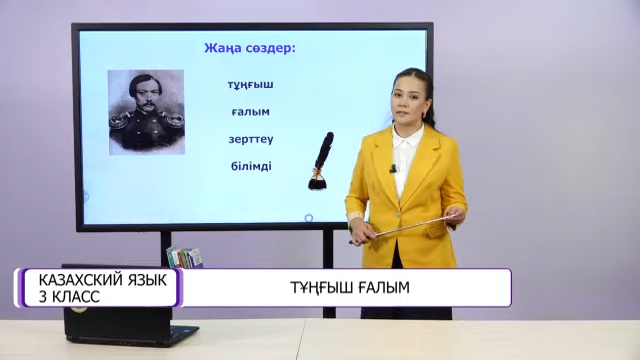 Жаңа сөздер:
тұңғыш
ғалым
зерттеу
білімді
КАЗАХСКИЙ ЯЗЫК
3 КЛАСС
ТҰҢҒЫШ ҒАЛЫМ